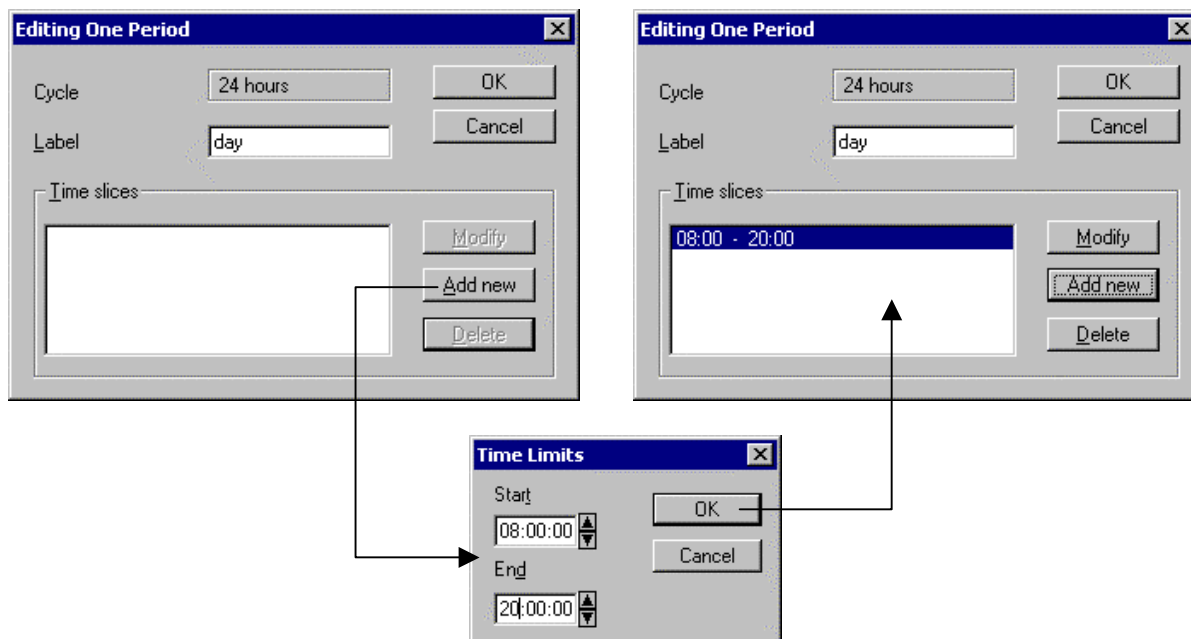 Editing One Period
Cycle 24 hours OK
Label day Cancel
Time slices
Modify
Add new
Delete
Editing One Period
Cycle 24 hours OK
Label day Cancel
Time slices
08:00 - 20:00 Modify
Add new
Delete
Time Limits
Start
08:00:00 OK
End Cancel
20:00:00